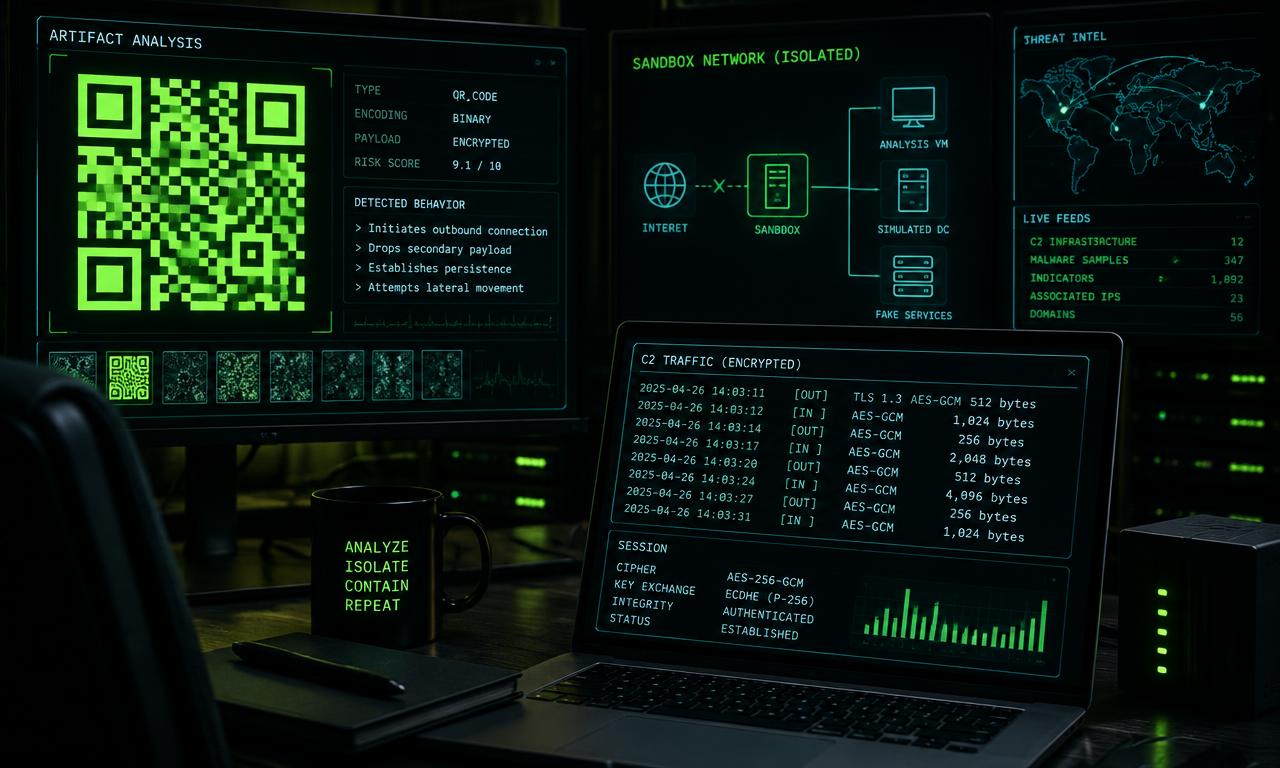 ARTIFACT ANALYSIS
TYPE QR_CODE
ENCODING BINARY
PAYLOAD ENCRYPTED
RISK SCORE 9.1 / 10
DETECTED BEHAVIOR
> Initiates outbound connection
> Drops secondary payload
> Establishes persistence
> Attempts lateral movement
SANDBOX NETWORK (ISOLATED)
INTERET
SANBDOX
ANALYSIS VM
SIMULATED DC
FAKE SERVICES
THREAT INTEL
LIVE FEEDS
C2 INFRASTRACTURE 12
MALWARE SAMPLES 347
INDICATORS 1,892
ASSOCIATED IPS 23
DOMAINS 56
C2 TRAFFIC (ENCRYPTED)
2025-04-26 14:03:11 [OUT] TLS 1.3 AES-GCM 512 bytes
2025-04-26 14:03:12 [IN ] AES-GCM 1,024 bytes
2025-04-26 14:03:14 [OUT] AES-GCM 256 bytes
2025-04-26 14:03:17 [IN ] AES-GCM 2,048 bytes
2025-04-26 14:03:20 [OUT] AES-GCM 512 bytes
2025-04-26 14:03:24 [IN ] AES-GCM 4,096 bytes
2025-04-26 14:03:27 [OUT] AES-GCM 256 bytes
2025-04-26 14:03:31 [IN ] AES-GCM 1,024 bytes
SESSION
CIPHER AES-256-GCM
KEY EXCHANGE ECDHE (P-256)
INTEGRITY AUTHENTICATED
STATUS ESTABLISHED
ANALYZE
ISOLATE
CONTAIN
REPEAT